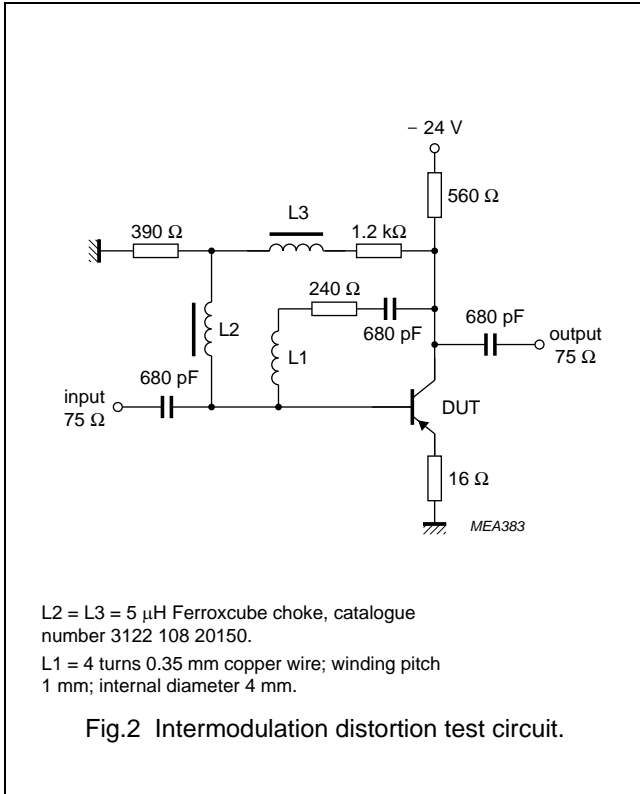 − 24 V
560 Ω
390 Ω
L3
1.2 kΩ
240 Ω
680 pF
L2
L1
680 pF
output
75 Ω
680 pF
input
75 Ω
DUT
16 Ω
MEA383
L2 = L3 = 5 μH Ferroxcube choke, catalogue
number 3122 108 20150.
L1 = 4 turns 0.35 mm copper wire; winding pitch
1 mm; internal diameter 4 mm.
Fig.2 Intermodulation distortion test circuit.